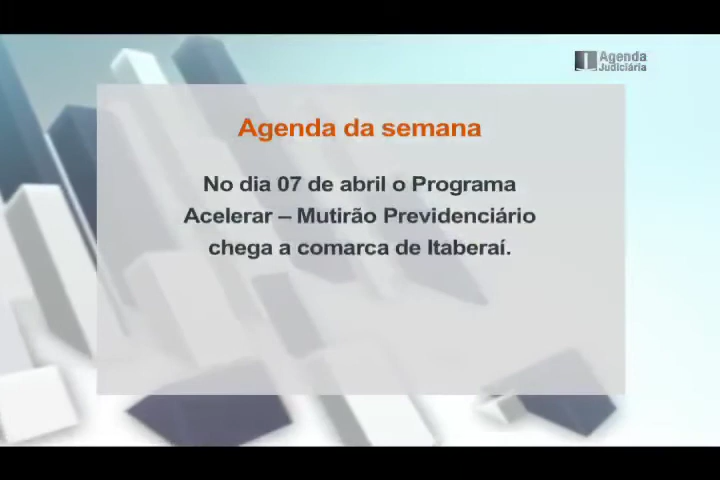 Agenda
Judiciária
Agenda da semana
No dia 07 de abril o Programa
Acelerar – Mutirão Previdenciário
chega a comarca de Itaberaí.